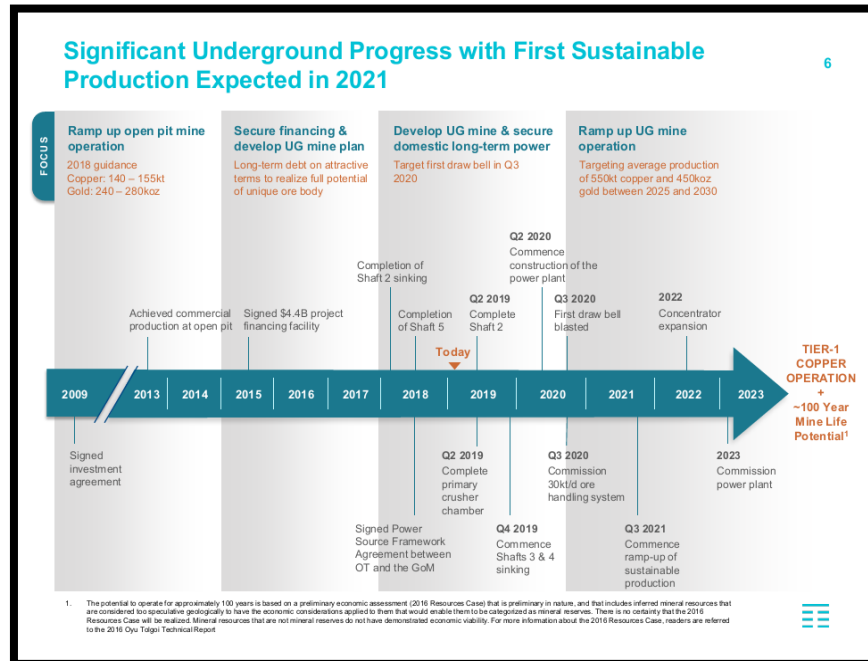 Significant Underground Progress with First Sustainable
Production Expected in 2021
6
FOCUS
Ramp up open pit mine
operation
2018 guidance
Copper: 140 – 155kt
Gold: 240 – 280koz
Secure financing &
develop UG mine plan
Long-term debt on attractive
terms to realize full potential
of unique ore body
Develop UG mine & secure
domestic long-term power
Target first draw bell in Q3
2020
Ramp up UG mine
operation
Targeting average production
of 550kt copper and 450koz
gold between 2025 and 2030
Achieved commercial
production at open pit
Signed $4.4B project
financing facility
Completion of
Shaft 2 sinking
Completion
of Shaft 5
Today
Q2 2019
Complete
Shaft 2
Q2 2020
Commence
construction of the
power plant
Q3 2020
First draw bell
blasted
2022
Concentrator
expansion
2009
2013
2014
2015
2016
2017
2018
2019
2020
2021
2022
2023
TIER-1
COPPER
OPERATION
+
~100 Year
Mine Life
Potential1
Signed
investment
agreement
Signed Power
Source Framework
Agreement between
OT and the GoM
Q2 2019
Complete
primary
crusher
chamber
Q4 2019
Commence
Shafts 3 & 4
sinking
Q3 2020
Commission
30kt/d ore
handling system
Q3 2021
Commence
ramp-up of
sustainable
production
2023
Commission
power plant
1. The potential to operate for approximately 100 years is based on a preliminary economic assessment (2016 Resources Case) that is preliminary in nature, and that includes inferred mineral resources that
are considered too speculative geologically to have the economic considerations applied to them that would enable them to be categorized as mineral reserves. There is no certainty that the 2016
Resources Case will be realized. Mineral resources that are not mineral reserves do not have demonstrated economic viability. For more information about the 2016 Resources Case, readers are referred
to the 2016 Oyu Tolgoi Technical Report